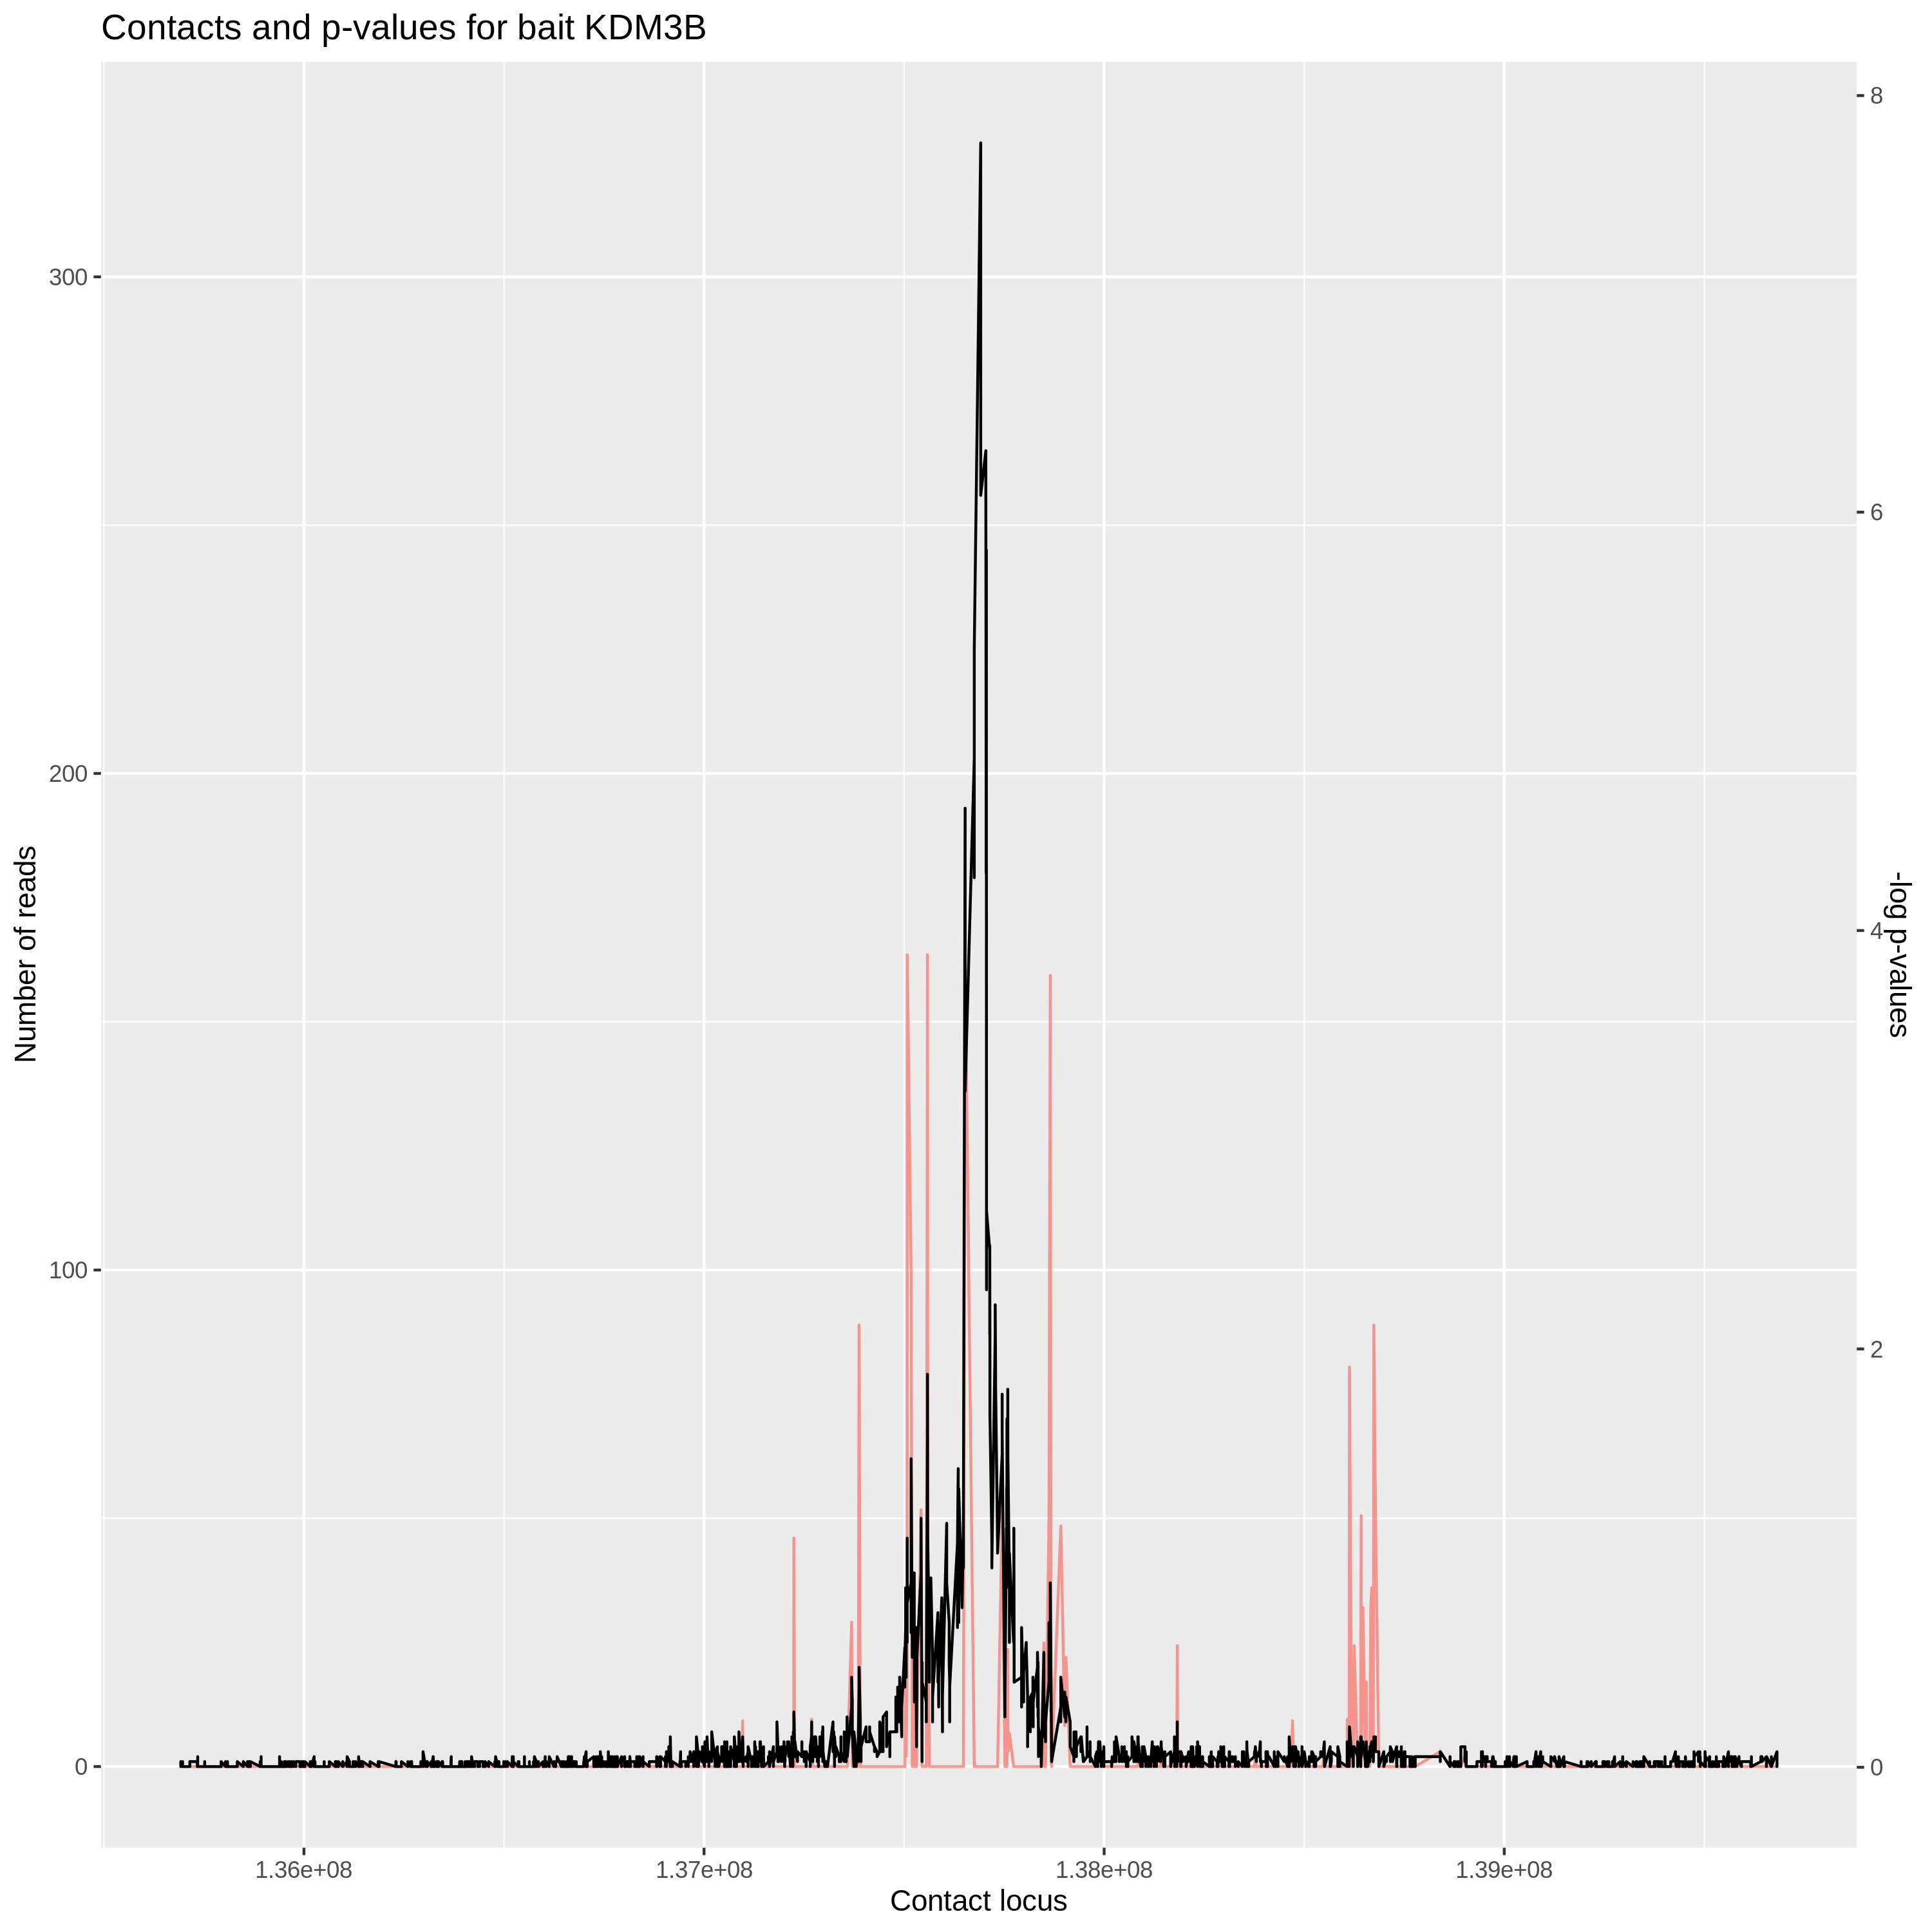 Contacts and p-values for bait KDM3B
300
200
100
0
Number of reads
8
6
4
2
0
-log p-values
1.36e+08
1.37e+08
1.38e+08
1.39e+08
Contact locus